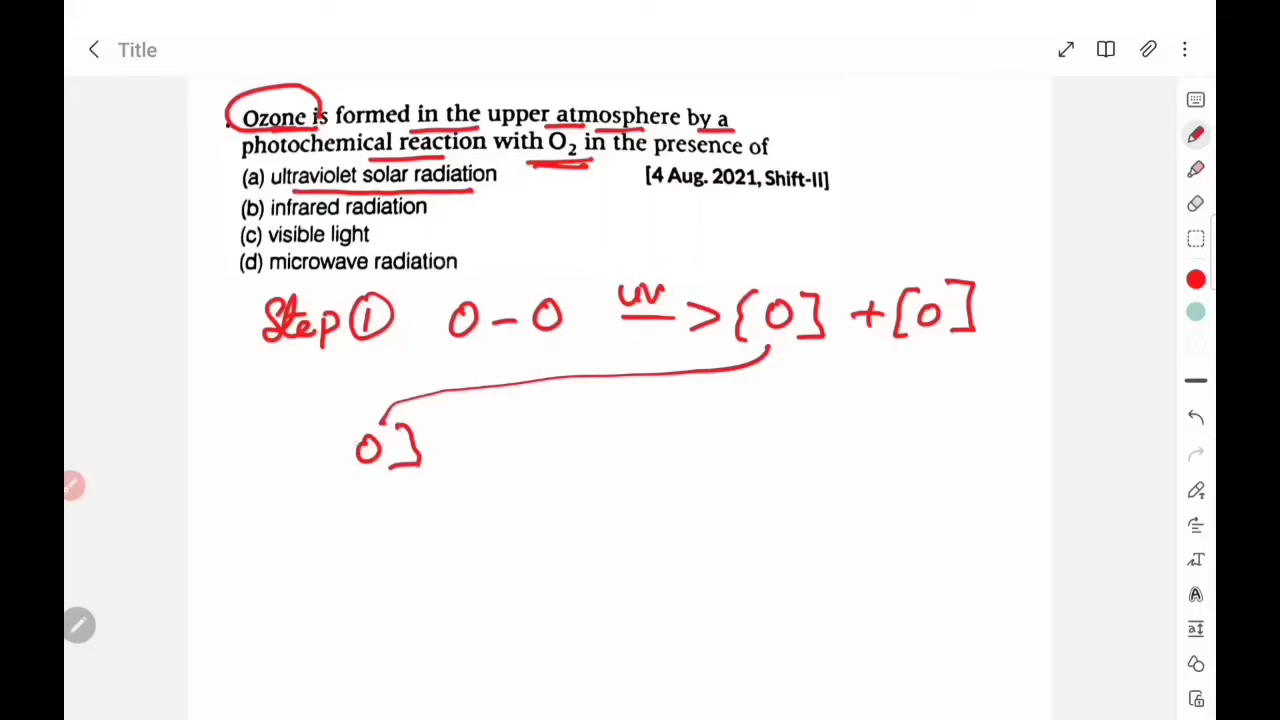 Title
Ozone is formed in the upper atmosphere by a
photochemical reaction with O₂ in the presence of
(a) ultraviolet solar radiation [4 Aug. 2021, Shift-II]
(b) infrared radiation
(c) visible light
(d) microwave radiation
Step ① O – O UV > {O] + [O]
O]